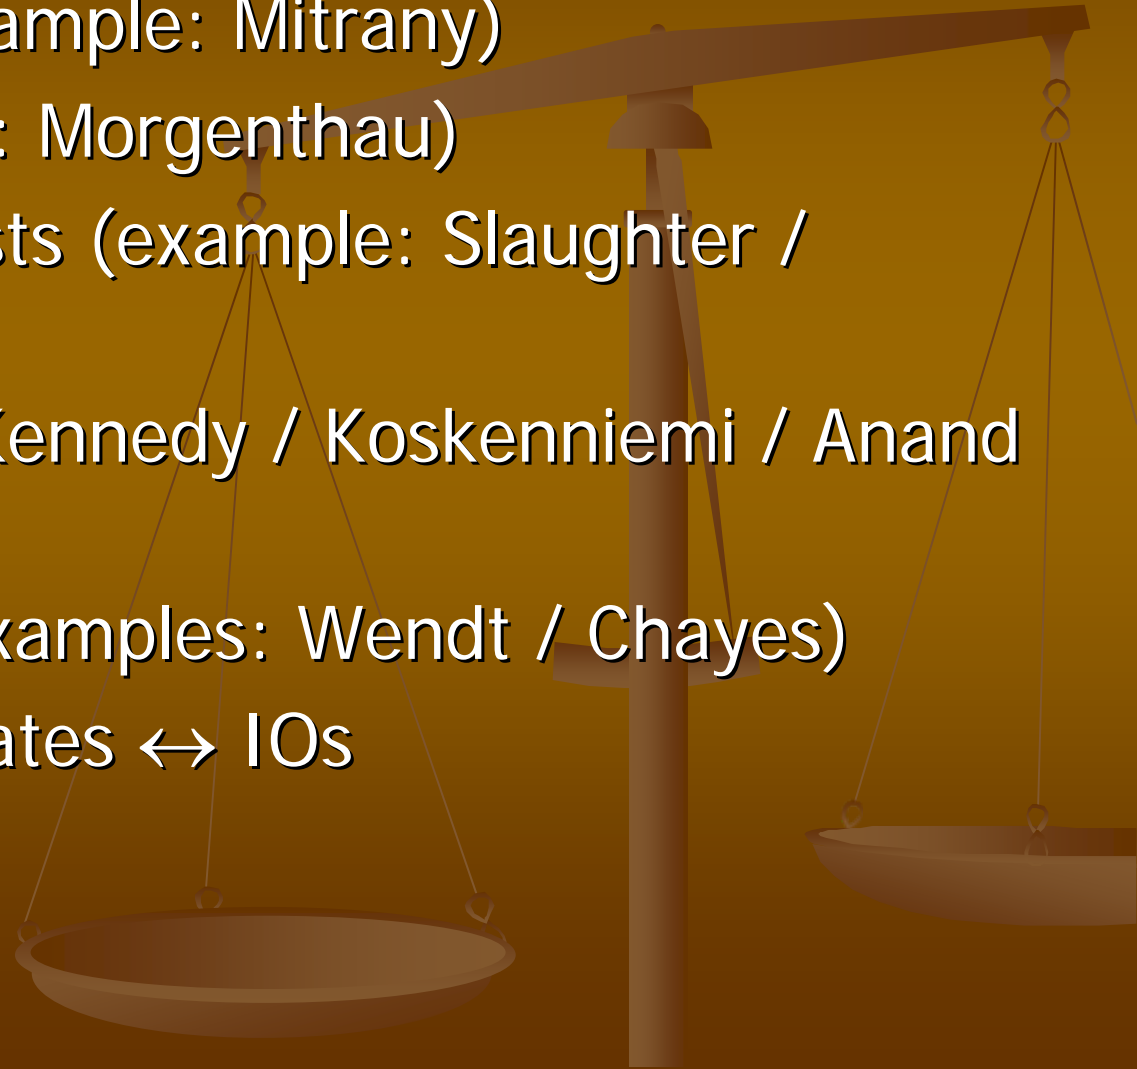 ample: Mitrany)
: Morgenthau)
sts (example: Slaughter /
Kennedy / Koskenniemi / Anand
xamples: Wendt / Chayes)
ates ↔ IOs